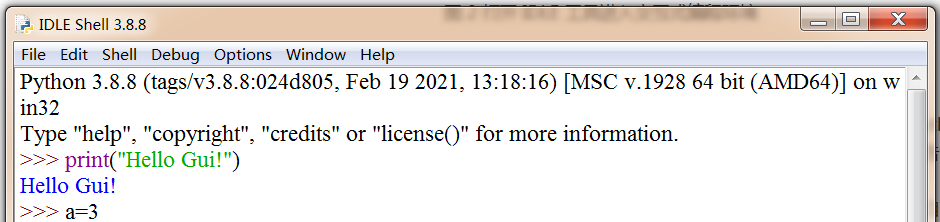 IDLE Shell 3.8.8
File Edit Shell Debug Options Window Help
Python 3.8.8 (tags/v3.8.8:024d805, Feb 19 2021, 13:18:16) [MSC v.1928 64 bit (AMD64)] on w
in32
Type "help", "copyright", "credits" or "license()" for more information.
>>> print("Hello Gui!")
Hello Gui!
>>> a=3